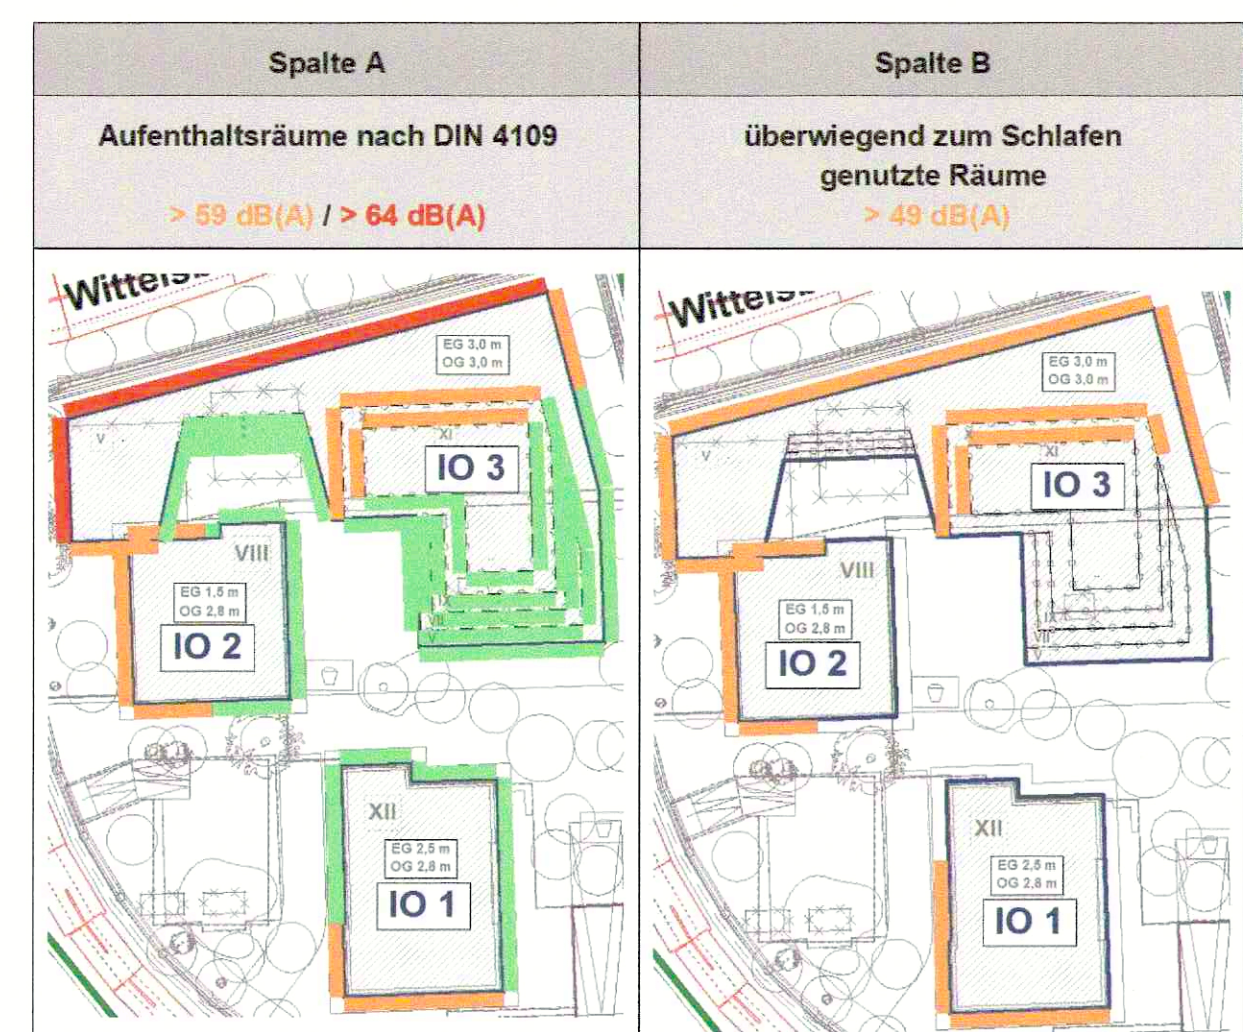 Spalte A
Spalte B
Aufenthaltsräume nach DIN 4109
> 59 dB(A) / > 64 dB(A)
überwiegend zum Schlafen
genutzte Räume
> 49 dB(A)
EG 3,0 m
OG 3,0 m
V
XI
IO 3
VIII
EG 1,5 m
OG 2,8 m
IO 2
IX
VII
V
XII
EG 2,5 m
OG 2,8 m
IO 1
EG 3,0 m
OG 3,0 m
V
XI
IO 3
VIII
EG 1,5 m
OG 2,8 m
IO 2
IX
VII
V
XII
EG 2,5 m
OG 2,8 m
IO 1